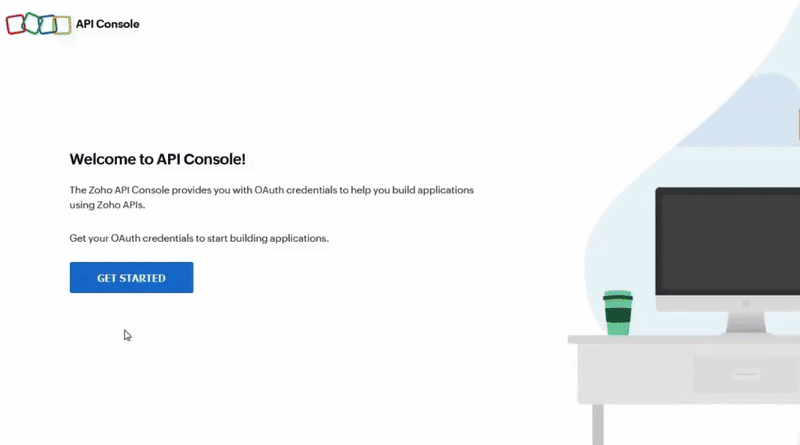 API Console
Welcome to API Console!
The Zoho API Console provides you with OAuth credentials to help you build applications
using Zoho APIs.
Get your OAuth credentials to start building applications.
GET STARTED